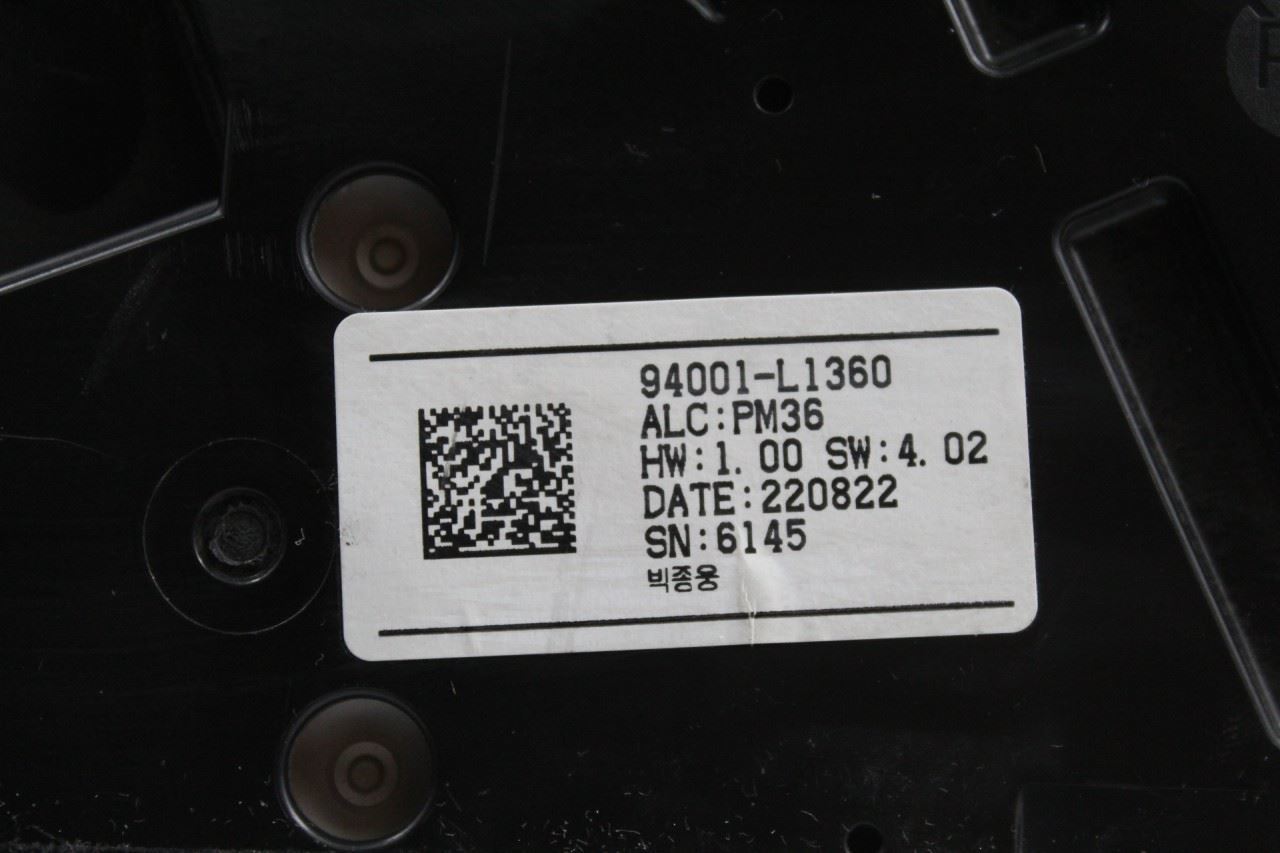 94001-L1360
ALC:PM36
HW:1.00 SW:4.02
DATE:220822
SN:6145
빅종웅